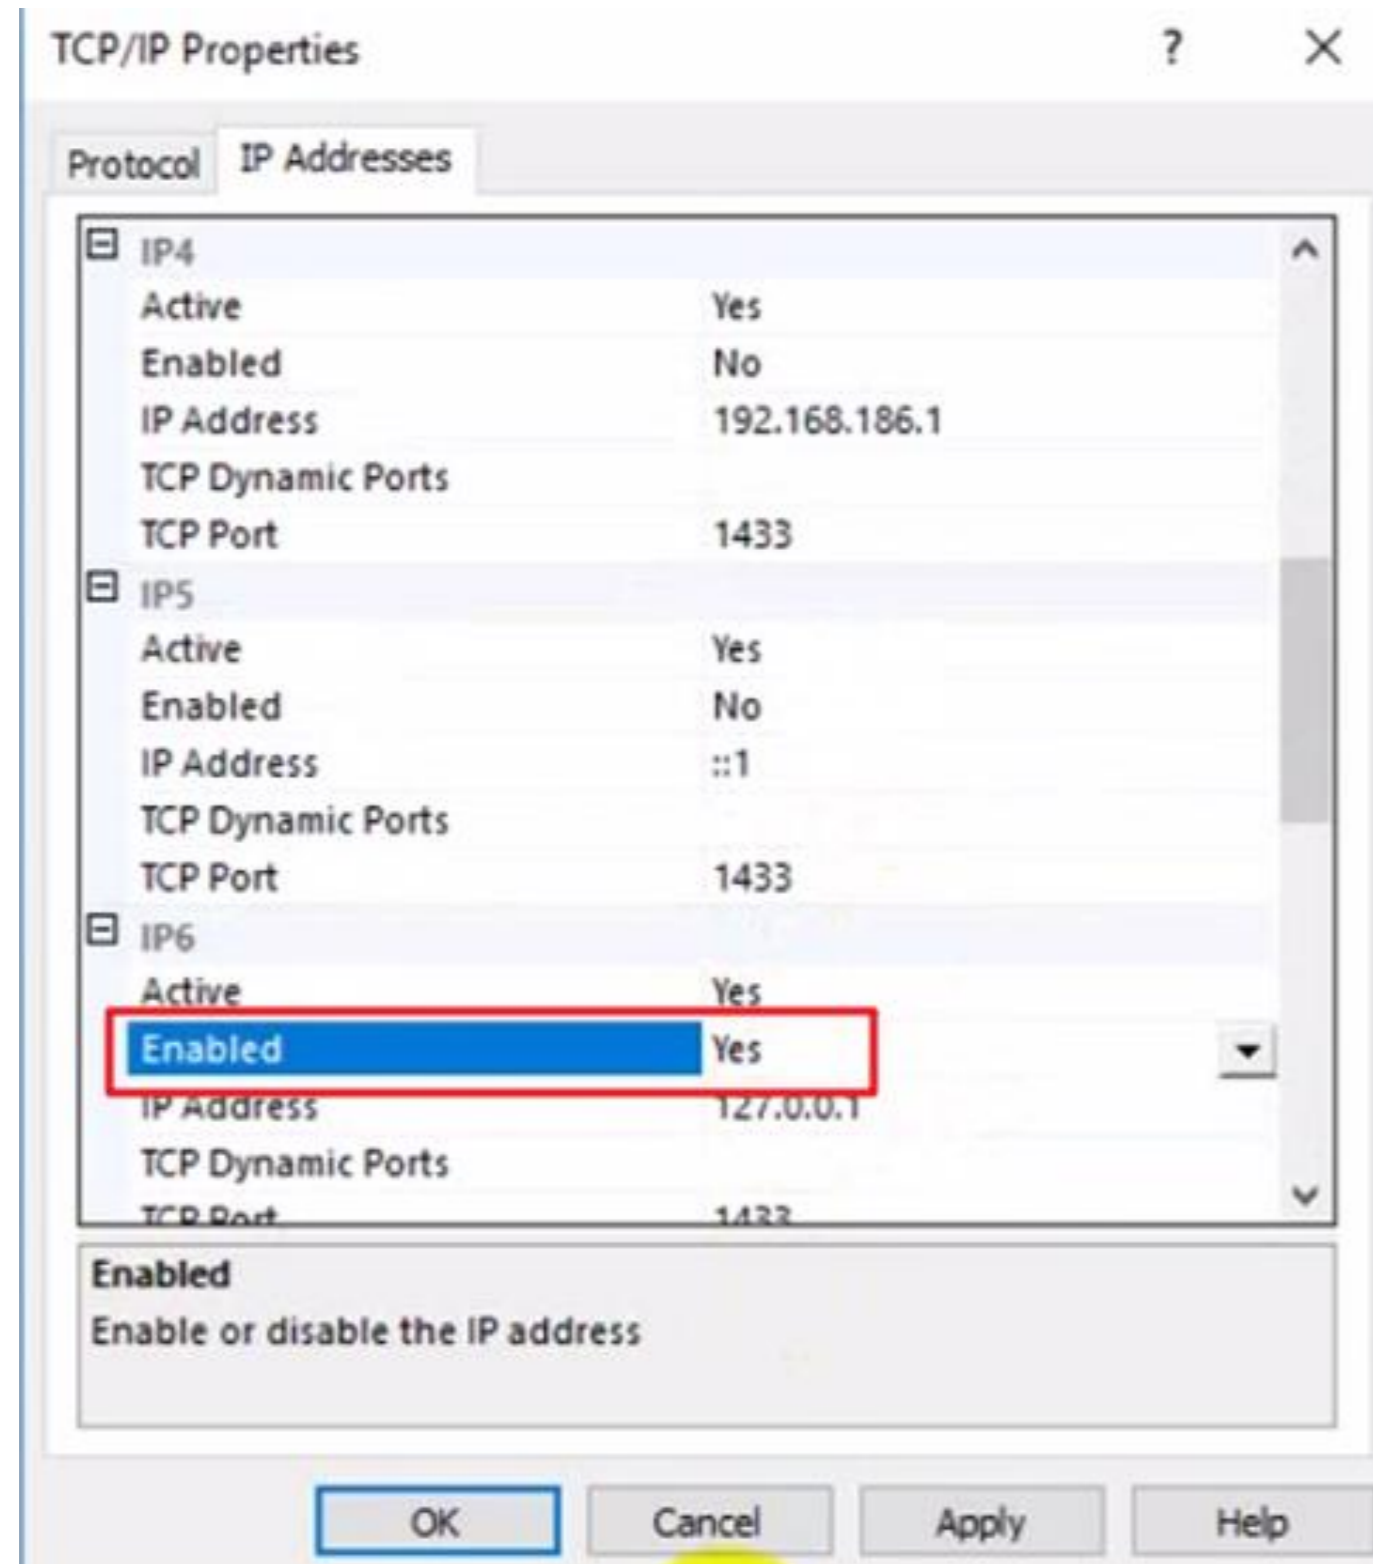 TCP/IP Properties ? ×
Protocol IP Addresses
IP4
Active Yes
Enabled No
IP Address 192.168.186.1
TCP Dynamic Ports
TCP Port 1433
IP5
Active Yes
Enabled No
IP Address ::1
TCP Dynamic Ports
TCP Port 1433
IP6
Active Yes
Enabled Yes
IP Address 127.0.0.1
TCP Dynamic Ports
TCP Port 1433
Enabled
Enable or disable the IP address
OK Cancel Apply Help